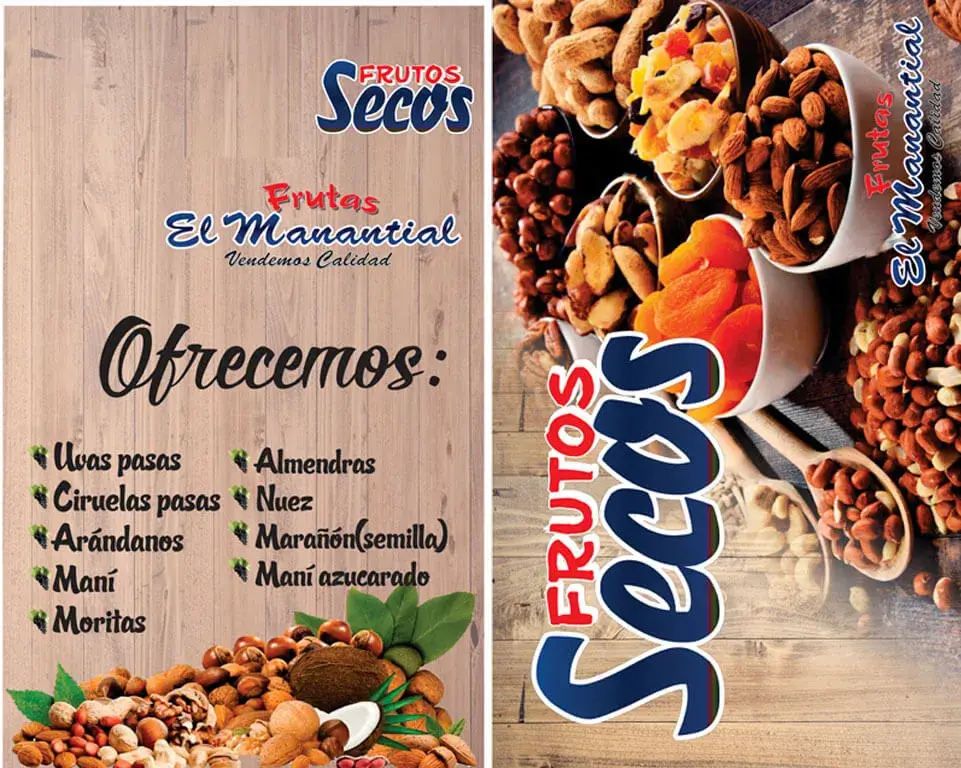 FRUTOS
Secos
Frutas
El Manantial
Vendemos Calidad
Ofrecemos:
Uvas pasas
Ciruelas pasas
Arándanos
Maní
Moritas
Almendras
Nuez
Marañón(semilla)
Maní azucarado
FRUTOS
Secos
Frutas
El Manantial
Vendemos Calidad